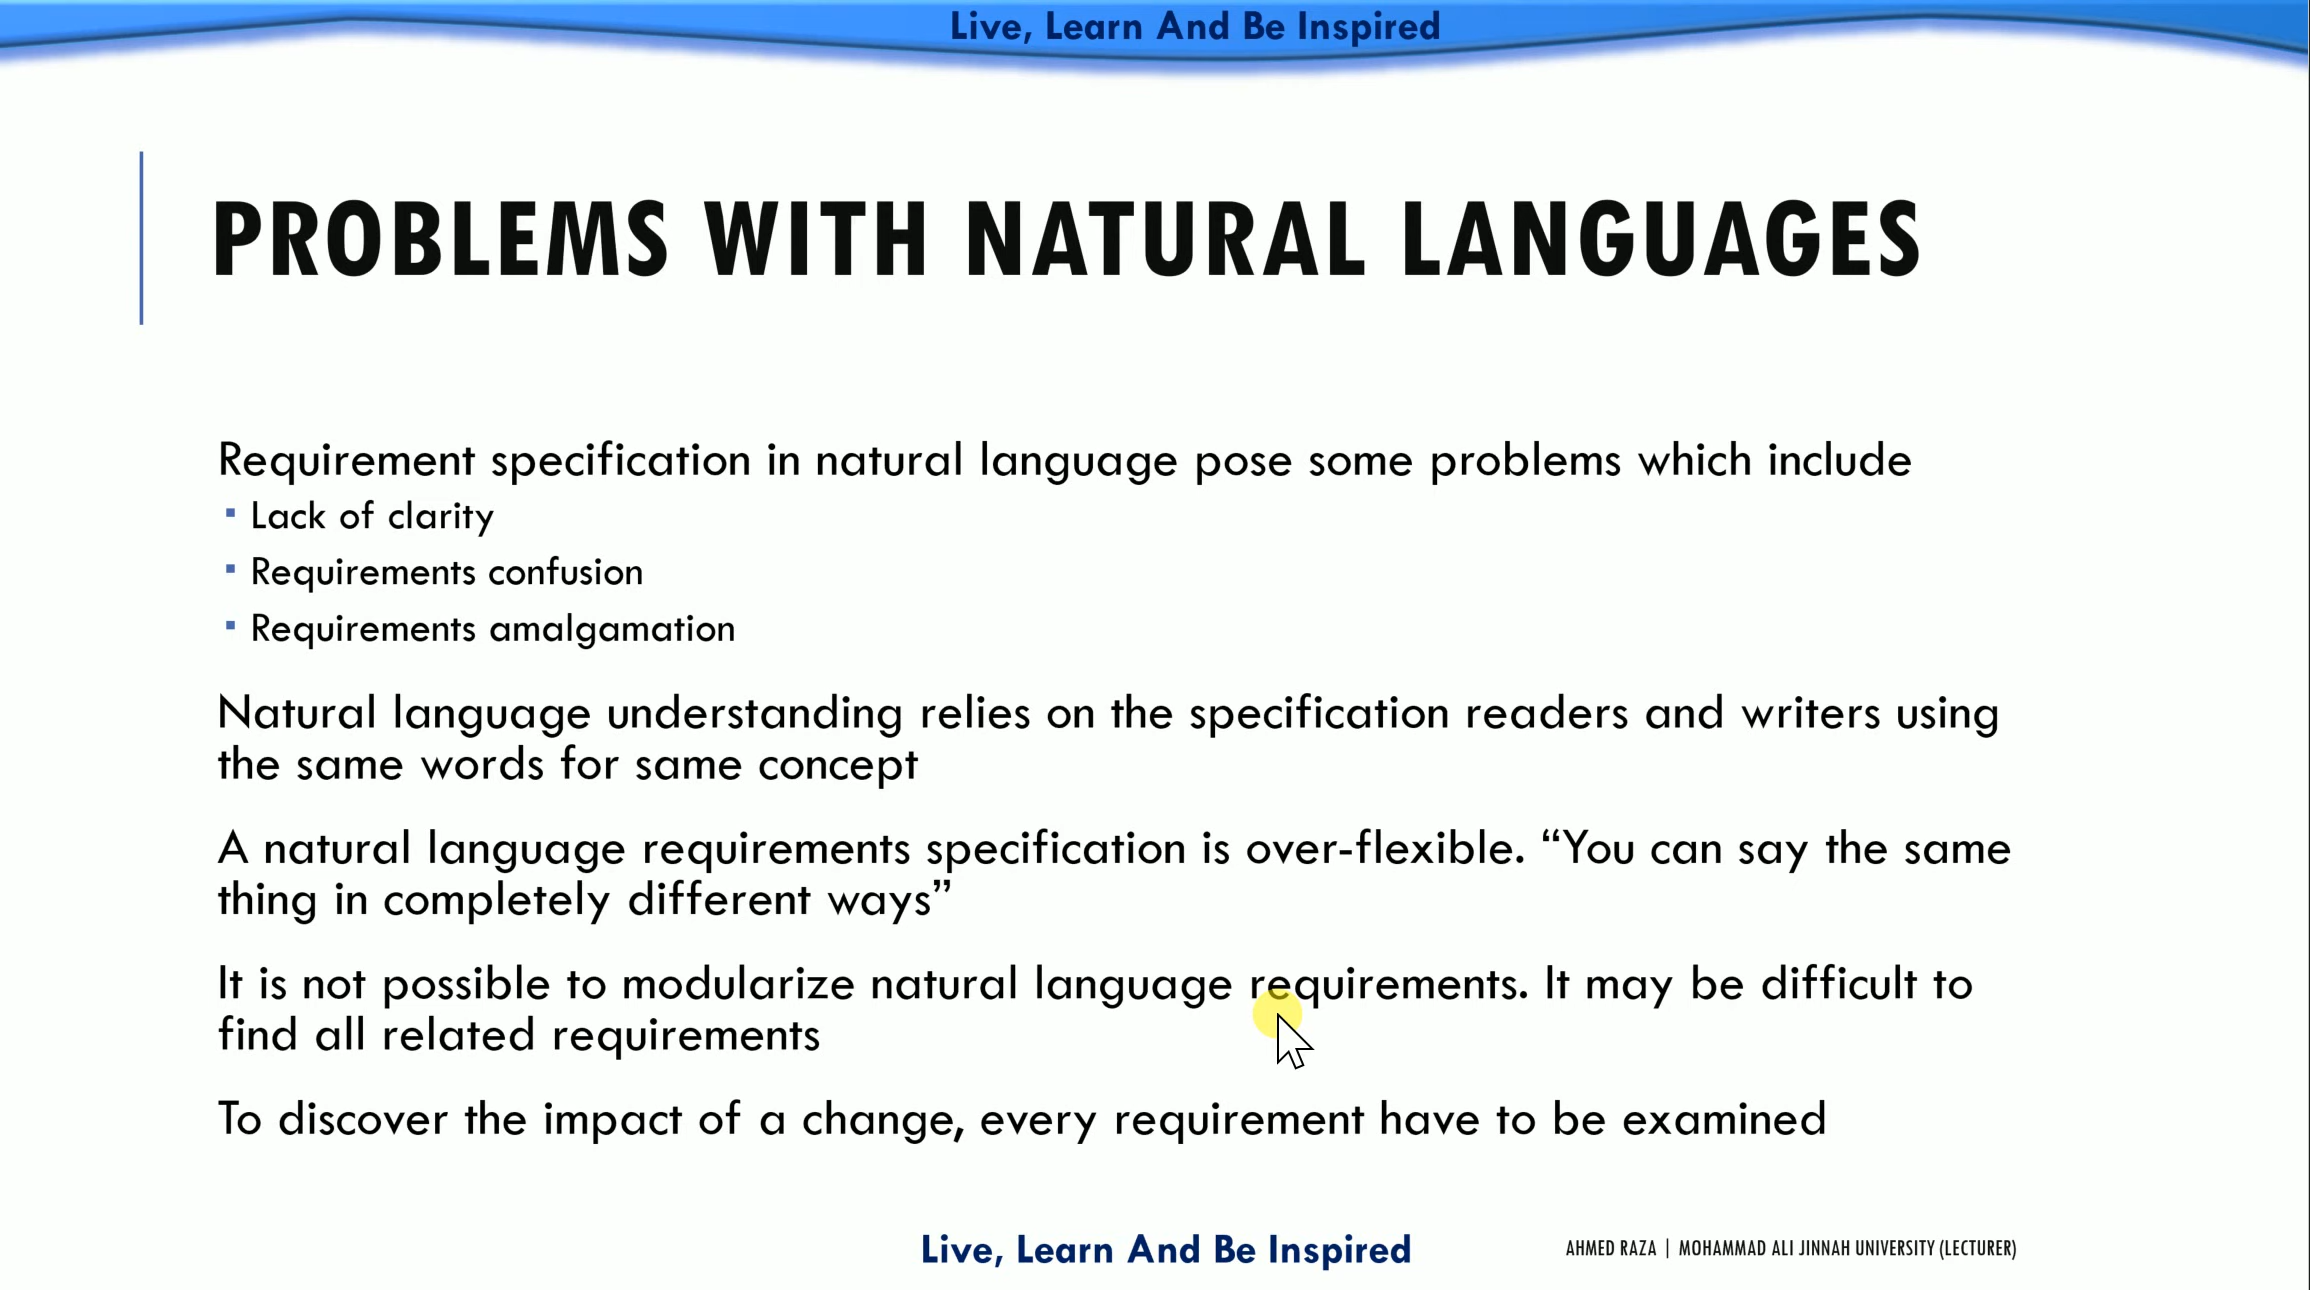 Live, Learn And Be Inspired
PROBLEMS WITH NATURAL LANGUAGES
Requirement specification in natural language pose some problems which include
▪ Lack of clarity
▪ Requirements confusion
▪ Requirements amalgamation
Natural language understanding relies on the specification readers and writers using
the same words for same concept
A natural language requirements specification is over-flexible. “You can say the same
thing in completely different ways”
It is not possible to modularize natural language requirements. It may be difficult to
find all related requirements
To discover the impact of a change, every requirement have to be examined
Live, Learn And Be Inspired
AHMED RAZA | MOHAMMAD ALI JINNAH UNIVERSITY (LECTURER)